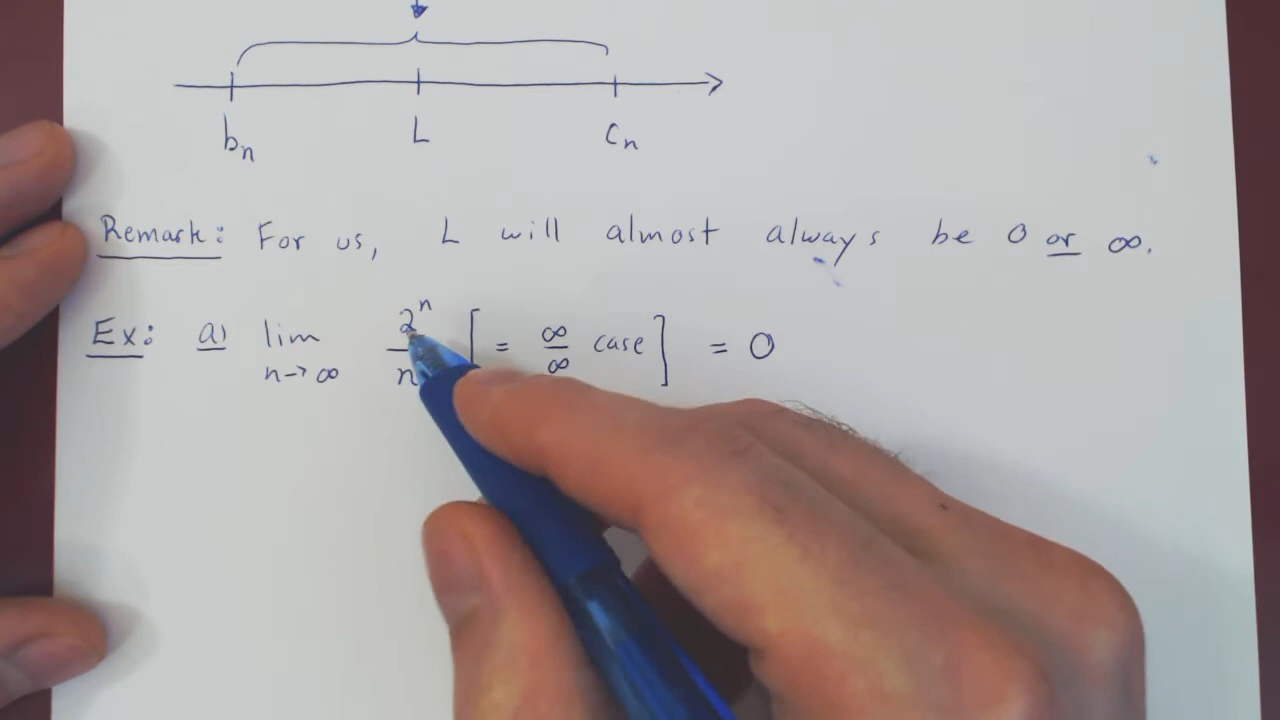 bₙ L cₙ
Remark: For us, L will almost always be 0 or ∞.
Ex: a) lim n→∞ 2ⁿ/n [= ∞/∞ case] = 0